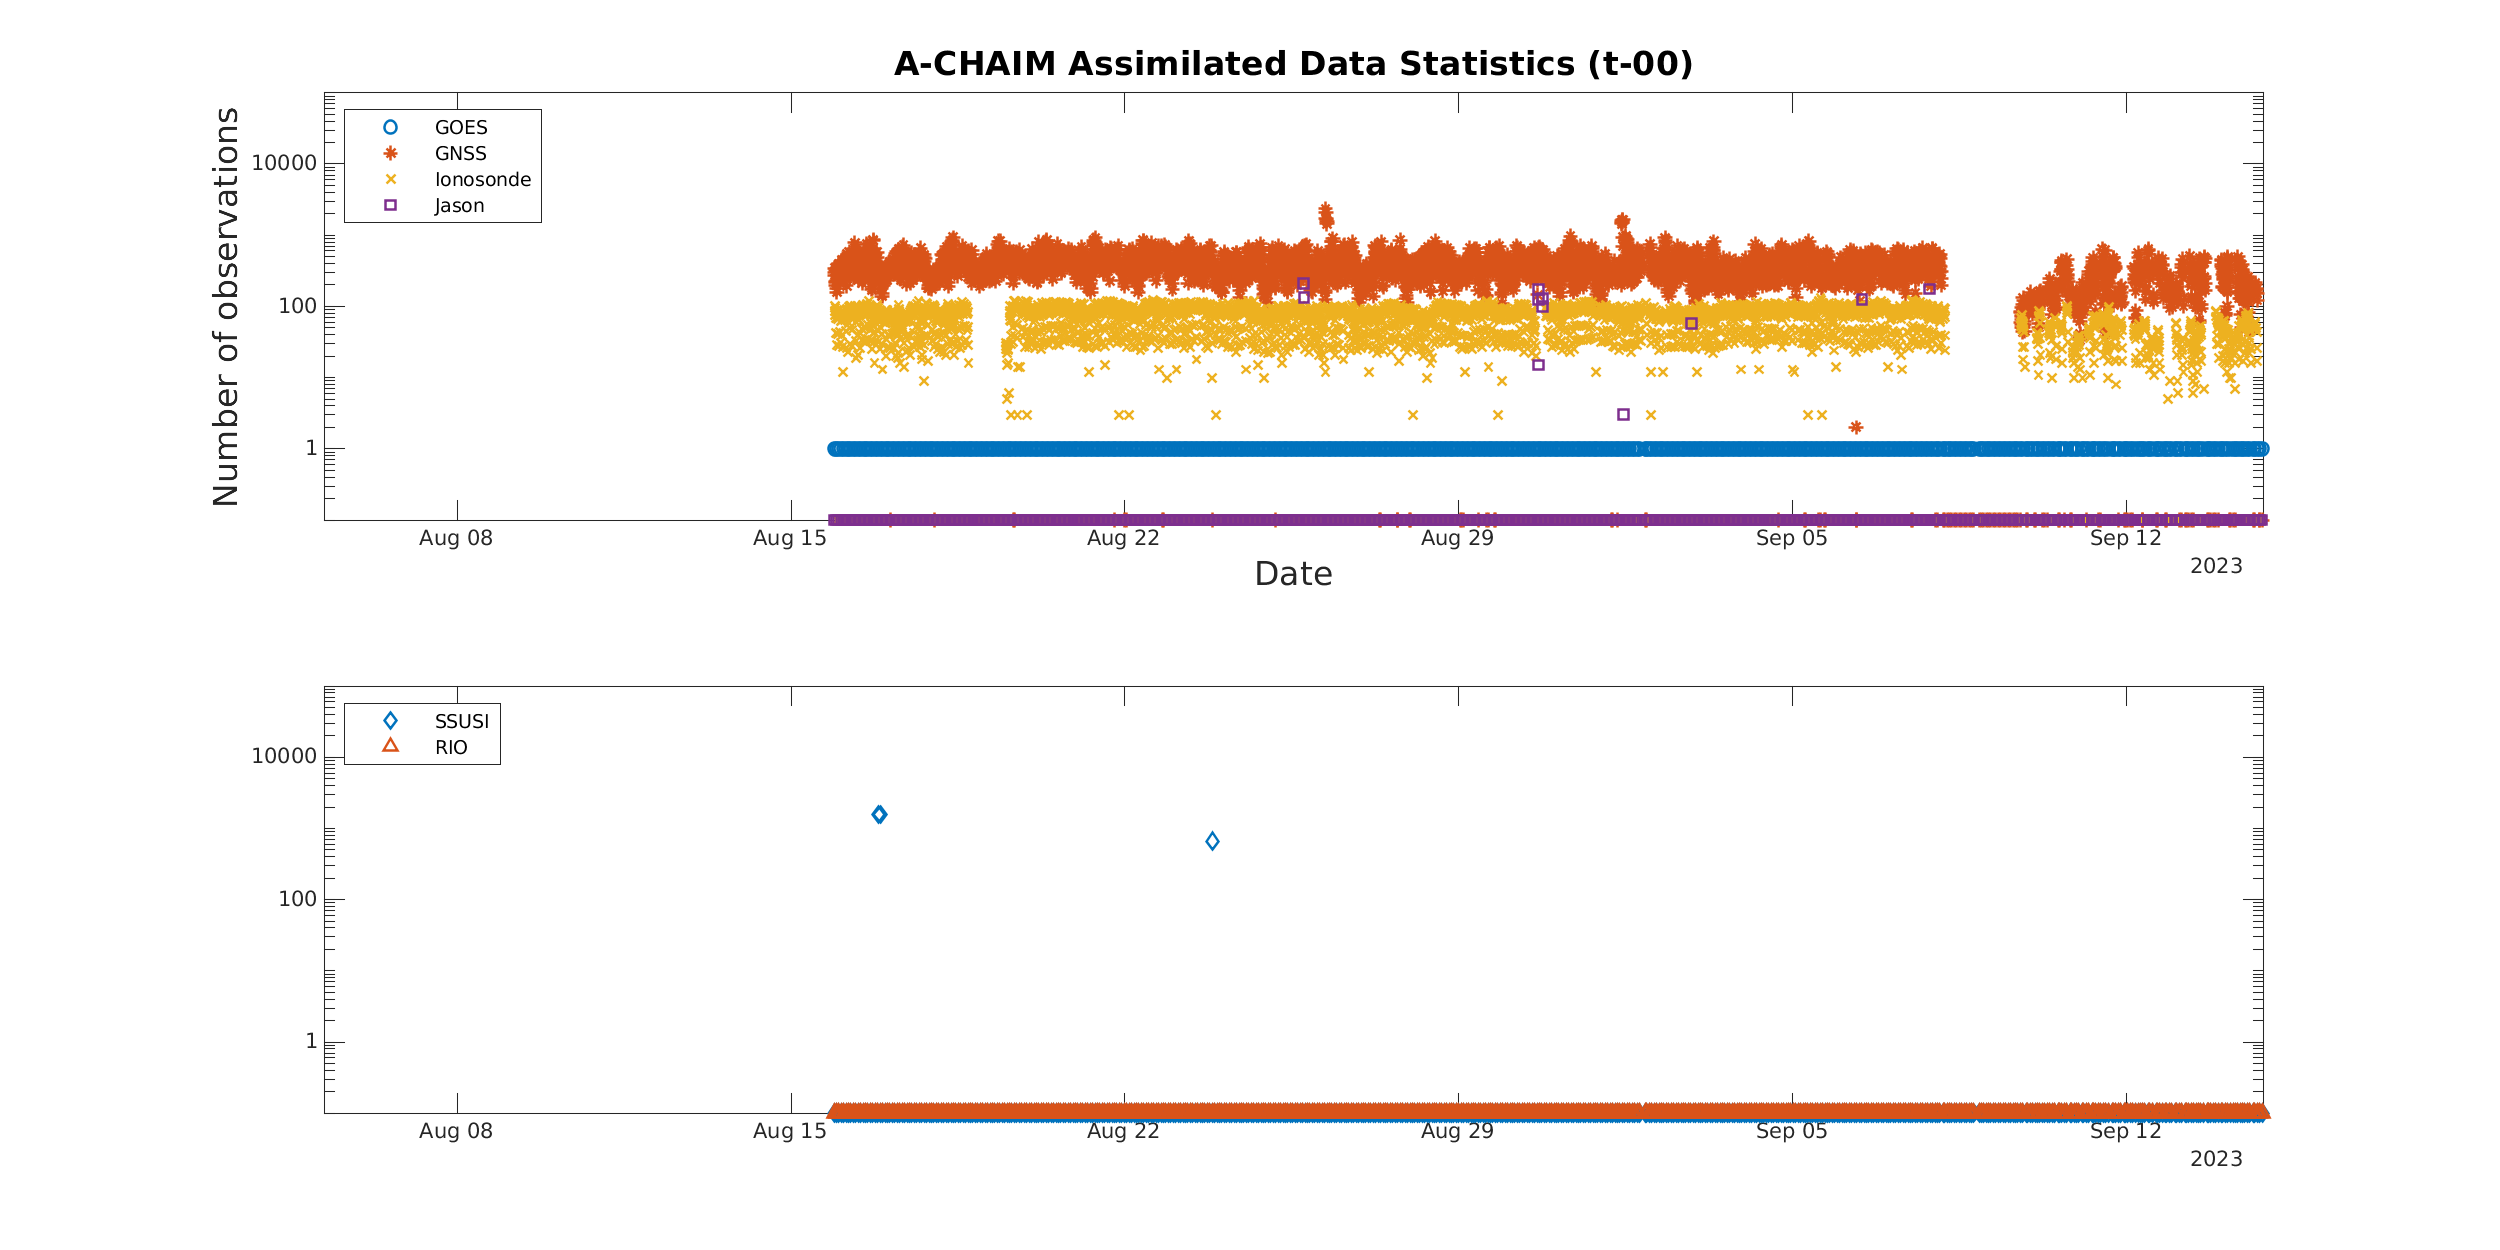 A-CHAIM Assimilated Data Statistics (t-00)
Number of observations
10000
100
1
GOES
GNSS
Ionosonde
Jason
Aug 08
Aug 15
Aug 22
Aug 29
Sep 05
Sep 12
2023
Date
10000
100
1
SSUSI
RIO
Aug 08
Aug 15
Aug 22
Aug 29
Sep 05
Sep 12
2023